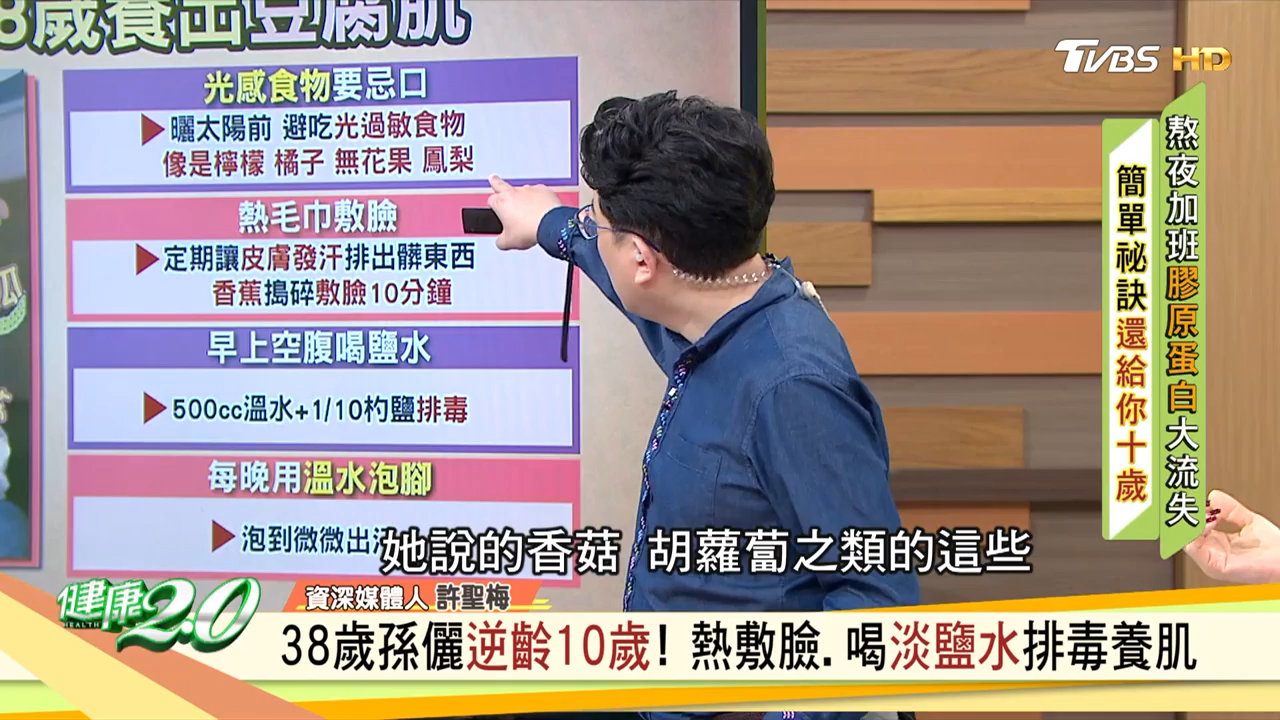 8歲養出豆腐肌
TVBS HD
光感食物要忌口
曬太陽前 避吃光過敏食物
像是檸檬 橘子 無花果 鳳梨
熱毛巾敷臉
定期讓皮膚發汗排出髒東西
香蕉搗碎敷臉10分鐘
早上空腹喝鹽水
500cc溫水+1/10杓鹽排毒
每晚用溫水泡腳
泡到微微出
熬夜加班膠原蛋白大流失
簡單祕訣還給你十歲
她說的香菇 胡蘿蔔之類的這些
健康2.0
HEALTH
資深媒體人 許聖梅
38歲孫儷逆齡10歲! 熱敷臉.喝淡鹽水排毒養肌